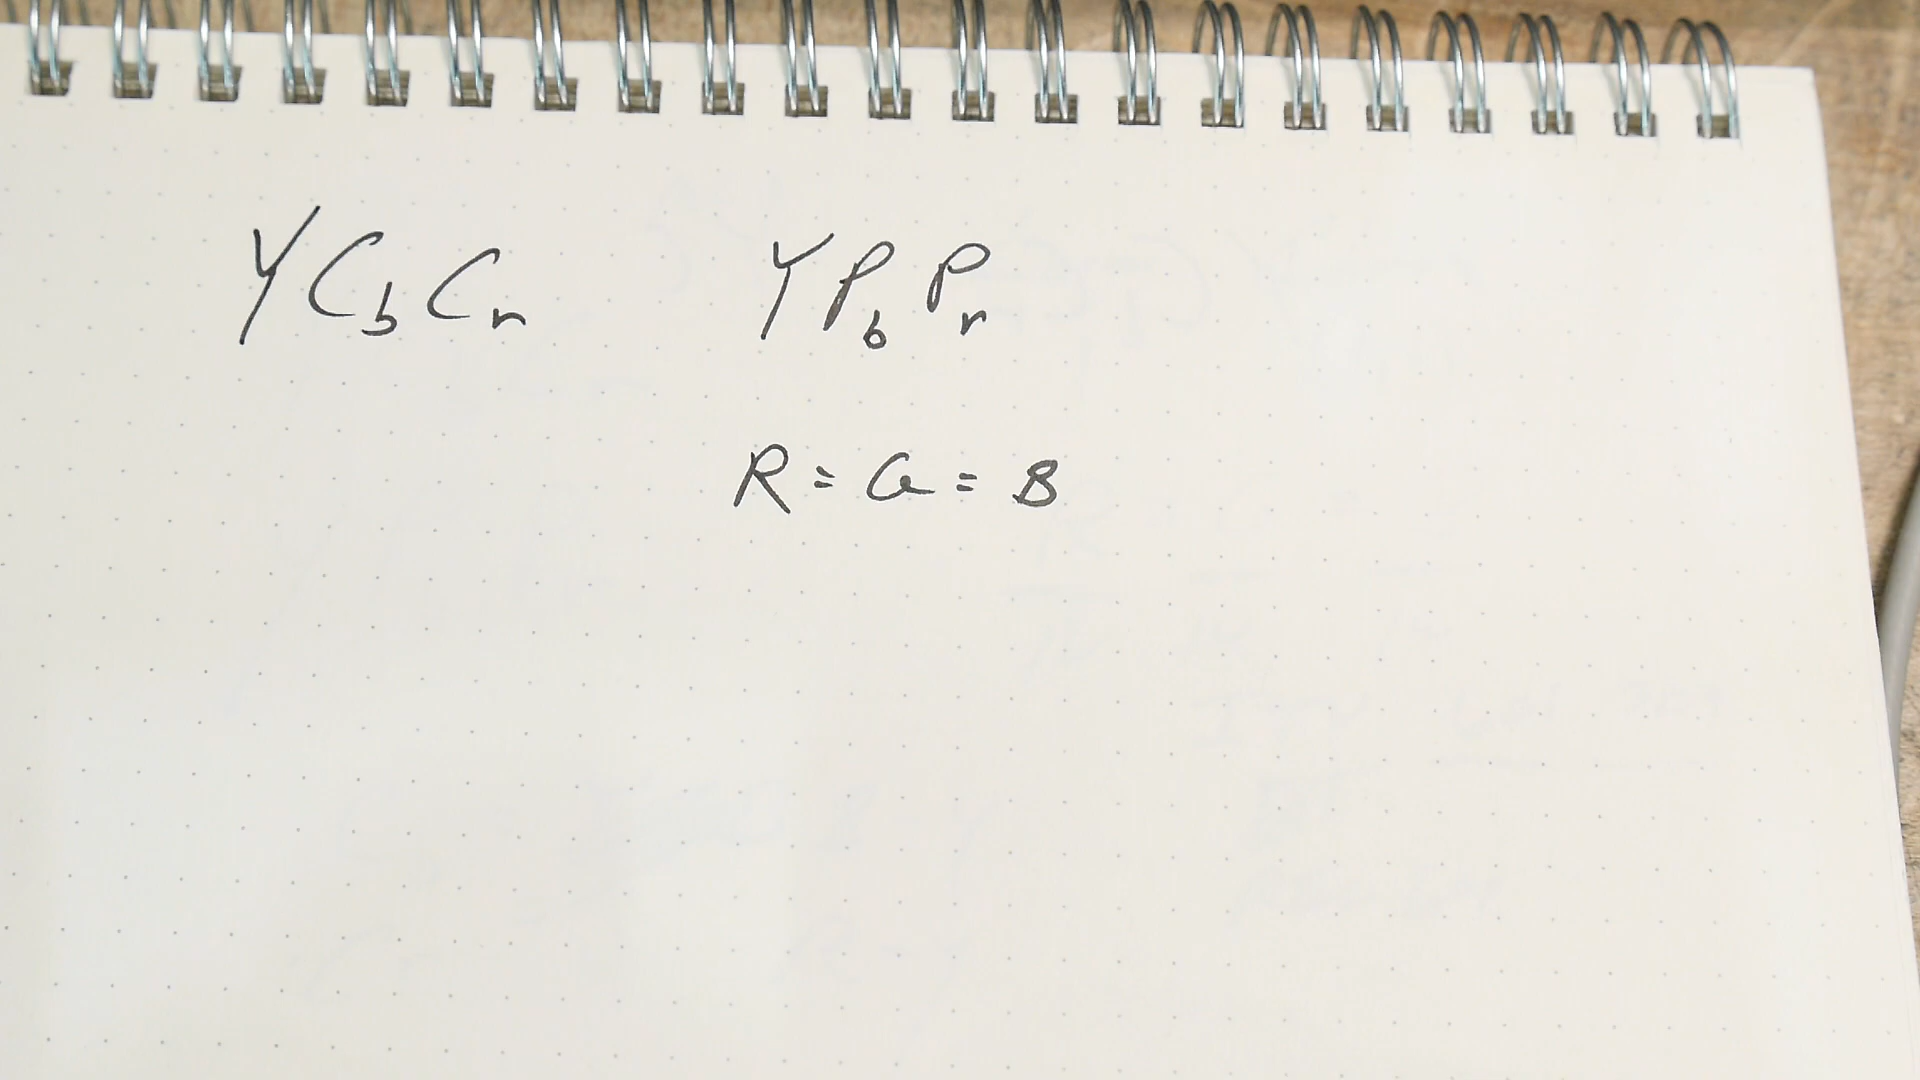 YCbCr YPbPr
R = G = B